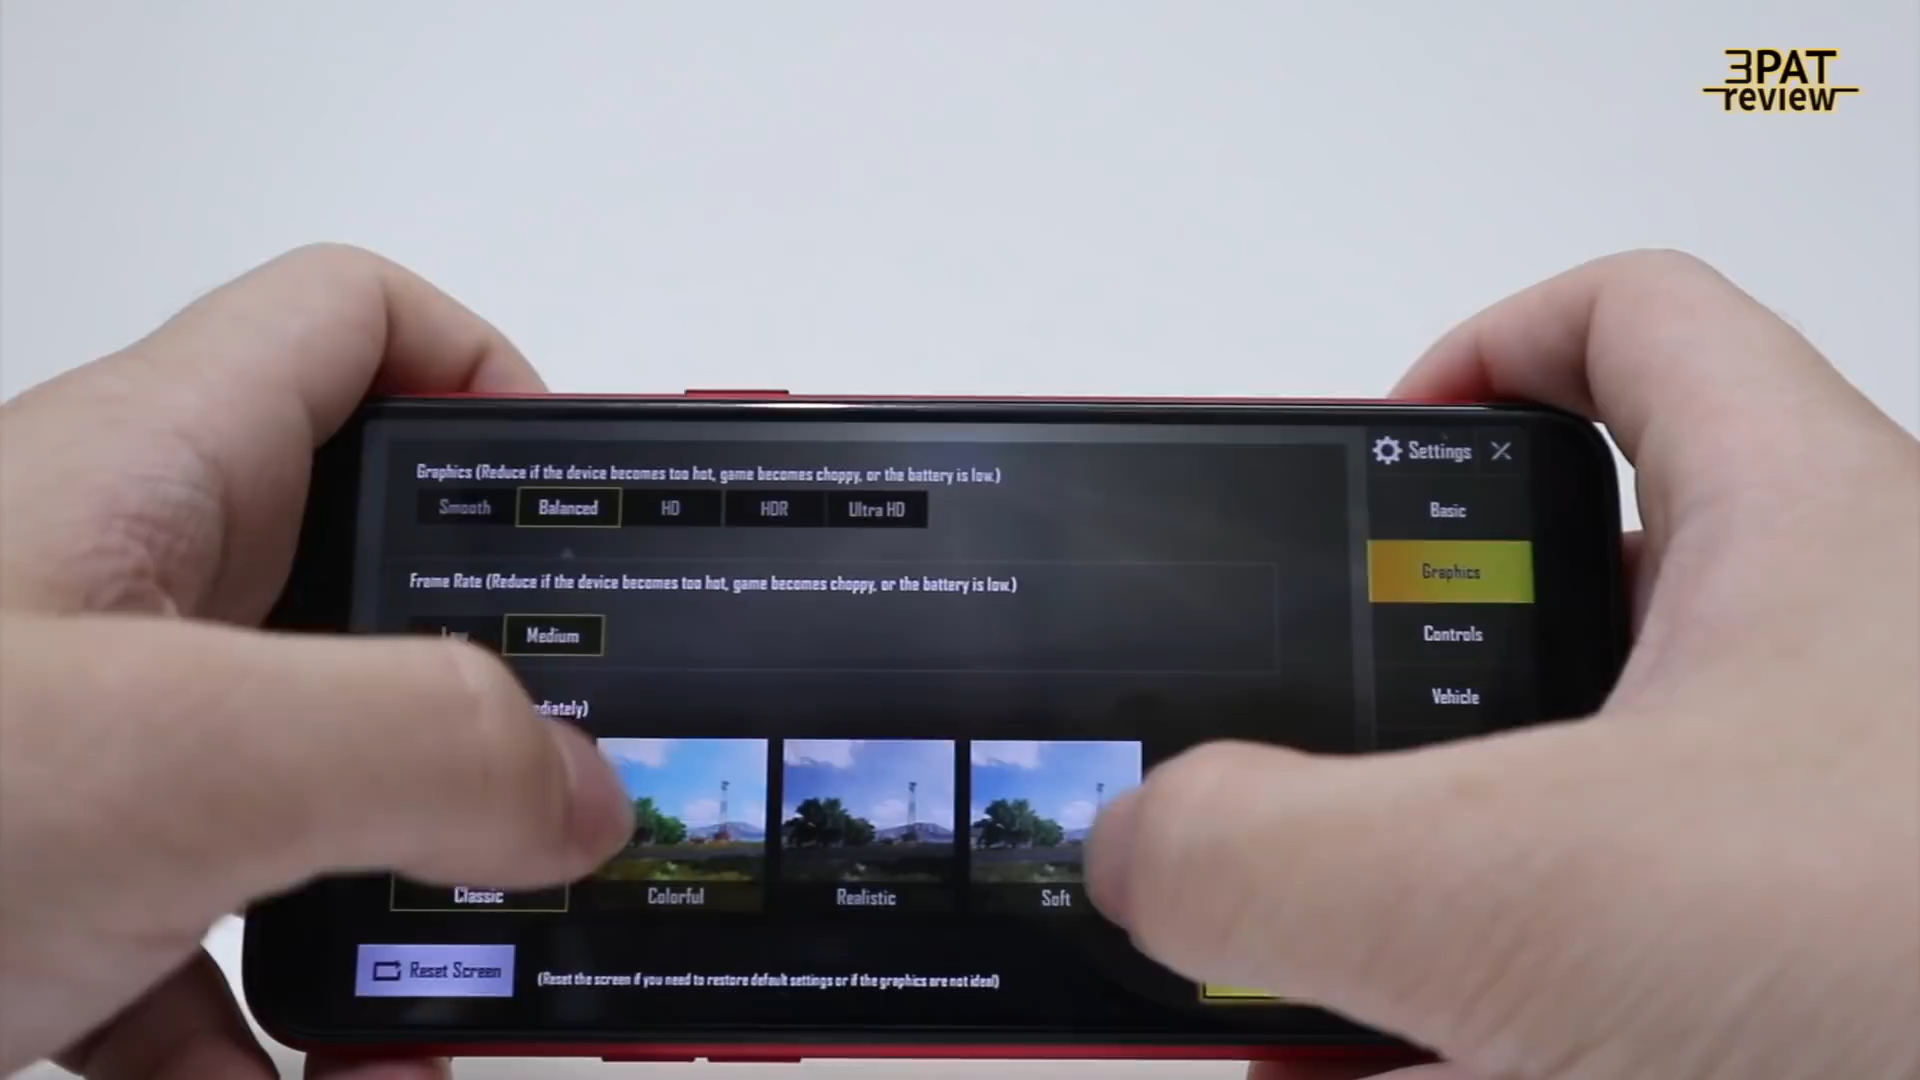 3PAT
review
Graphics (Reduce if the device becomes too hot, game becomes choppy, or the battery is low.)
Smooth Balanced HD HDR Ultra HD
Frame Rate (Reduce if the device becomes too hot, game becomes choppy, or the battery is low.)
Low Medium
ediately)
Classic Colorful Realistic Soft
Reset Screen (Reset the screen if you need to restore default settings or if the graphics are not ideal)
Settings
Basic
Graphics
Controls
Vehicle